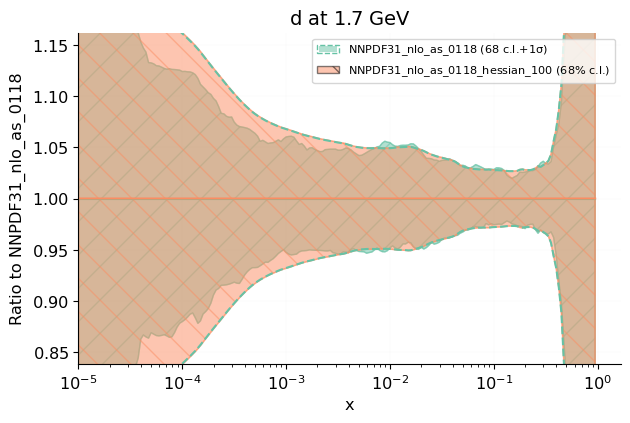 d at 1.7 GeV
Ratio to NNPDF31_nlo_as_0118
1.15
1.10
1.05
1.00
0.95
0.90
0.85
NNPDF31_nlo_as_0118 (68 c.l.+1σ)
NNPDF31_nlo_as_0118_hessian_100 (68% c.l.)
10⁻⁵ 10⁻⁴ 10⁻³ 10⁻² 10⁻¹ 10⁰
x